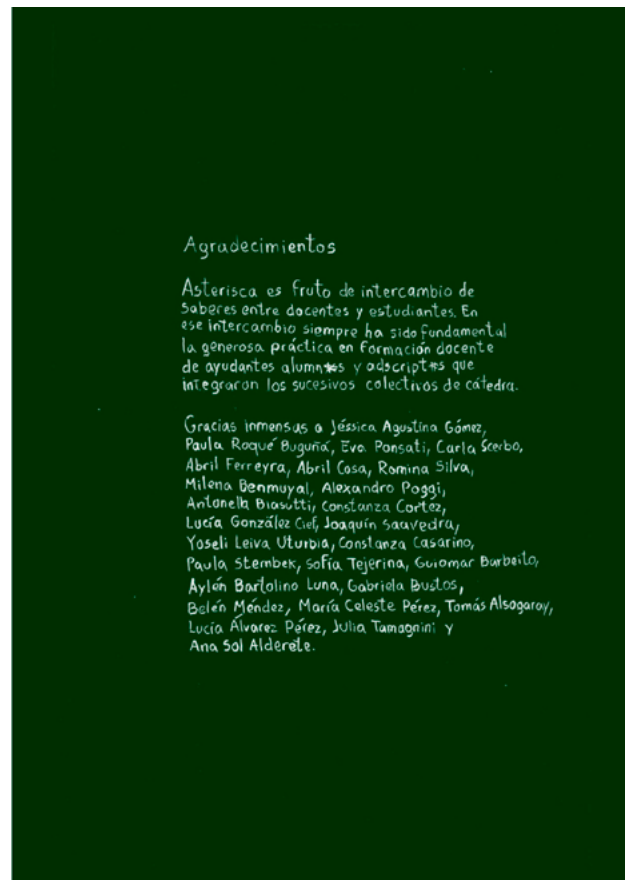 Agradecimientos
Asterisca es fruto de intercambio de
saberes entre docentes y estudiantes. En
ese intercambio siempre ha sido fundamental
la generosa práctica en formación docente
de ayudantes alumn*s y adscript*s que
integraron los sucesivos colectivos de cátedra.
Gracias inmensas a Jéssica Agustina Gómez,
Paula Roqué Buguñá, Eva Ponsati, Carla Scerbo,
Abril Ferreyra, Abril Cosa, Romina Silva,
Milena Benmuyal, Alexandro Poggi,
Antonella Biasutti, Constanza Cortez,
Lucía González Cief, Joaquín Saavedra,
Yoseli Leiva Uturbia, Constanza Casarino,
Paula Stembek, Sofía Tejerina, Guiomar Barbeito,
Aylén Bartolino Luna, Gabriela Bustos,
Belén Méndez, María Celeste Pérez, Tomás Alsogaray,
Lucía Álvarez Pérez, Julia Tamagnini y
Ana Sol Alderete.